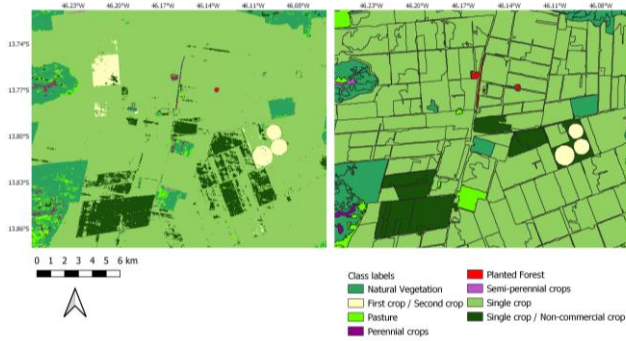 46.23°W 46.20°W 46.17°W 46.14°W 46.11°W 46.08°W
46.23°W 46.20°W 46.17°W 46.14°W 46.11°W 46.08°W
13.74°S
13.77°S
13.80°S
13.83°S
13.86°S
0 1 2 3 4 5 6 km
Class labels
Natural Vegetation
First crop / Second crop
Pasture
Perennial crops
Planted Forest
Semi-perennial crops
Single crop
Single crop / Non-commercial crop